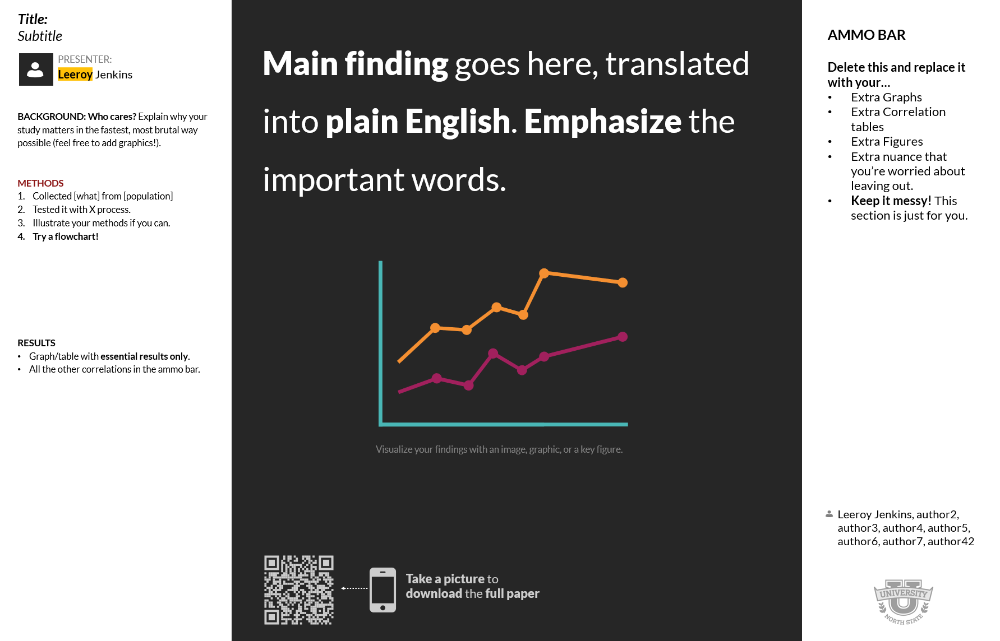 Title:
Subtitle
PRESENTER:
Leeroy Jenkins
BACKGROUND: Who cares? Explain why your
study matters in the fastest, most brutal way
possible (feel free to add graphics!).
METHODS
1. Collected [what] from [population]
2. Tested it with X process.
3. Illustrate your methods if you can.
4. Try a flowchart!
RESULTS
• Graph/table with essential results only.
• All the other correlations in the ammo bar.
Main finding goes here, translated
into plain English. Emphasize the
important words.
Visualize your findings with an image, graphic, or a key figure.
Take a picture to
download the full paper
AMMO BAR
Delete this and replace it
with your…
• Extra Graphs
• Extra Correlation
tables
• Extra Figures
• Extra nuance that
you’re worried about
leaving out.
• Keep it messy! This
section is just for you.
Leeroy Jenkins, author2,
author3, author4, author5,
author6, author7, author42
U
UNIVERSITY
NORTH STATE